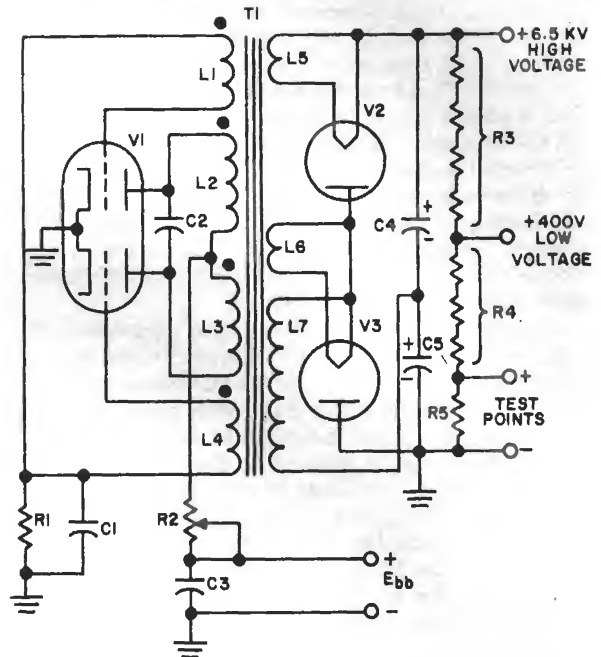 T1
+6.5 KV
HIGH
VOLTAGE
L1
L5
V2
R3
V1
L2
C2
C4
+
-
+400V
LOW
VOLTAGE
L6
L3
L7
V3
R4
+
C5
-
+
TEST
POINTS
R5
-
L4
R1
C1
R2
+
Ebb
C3
-